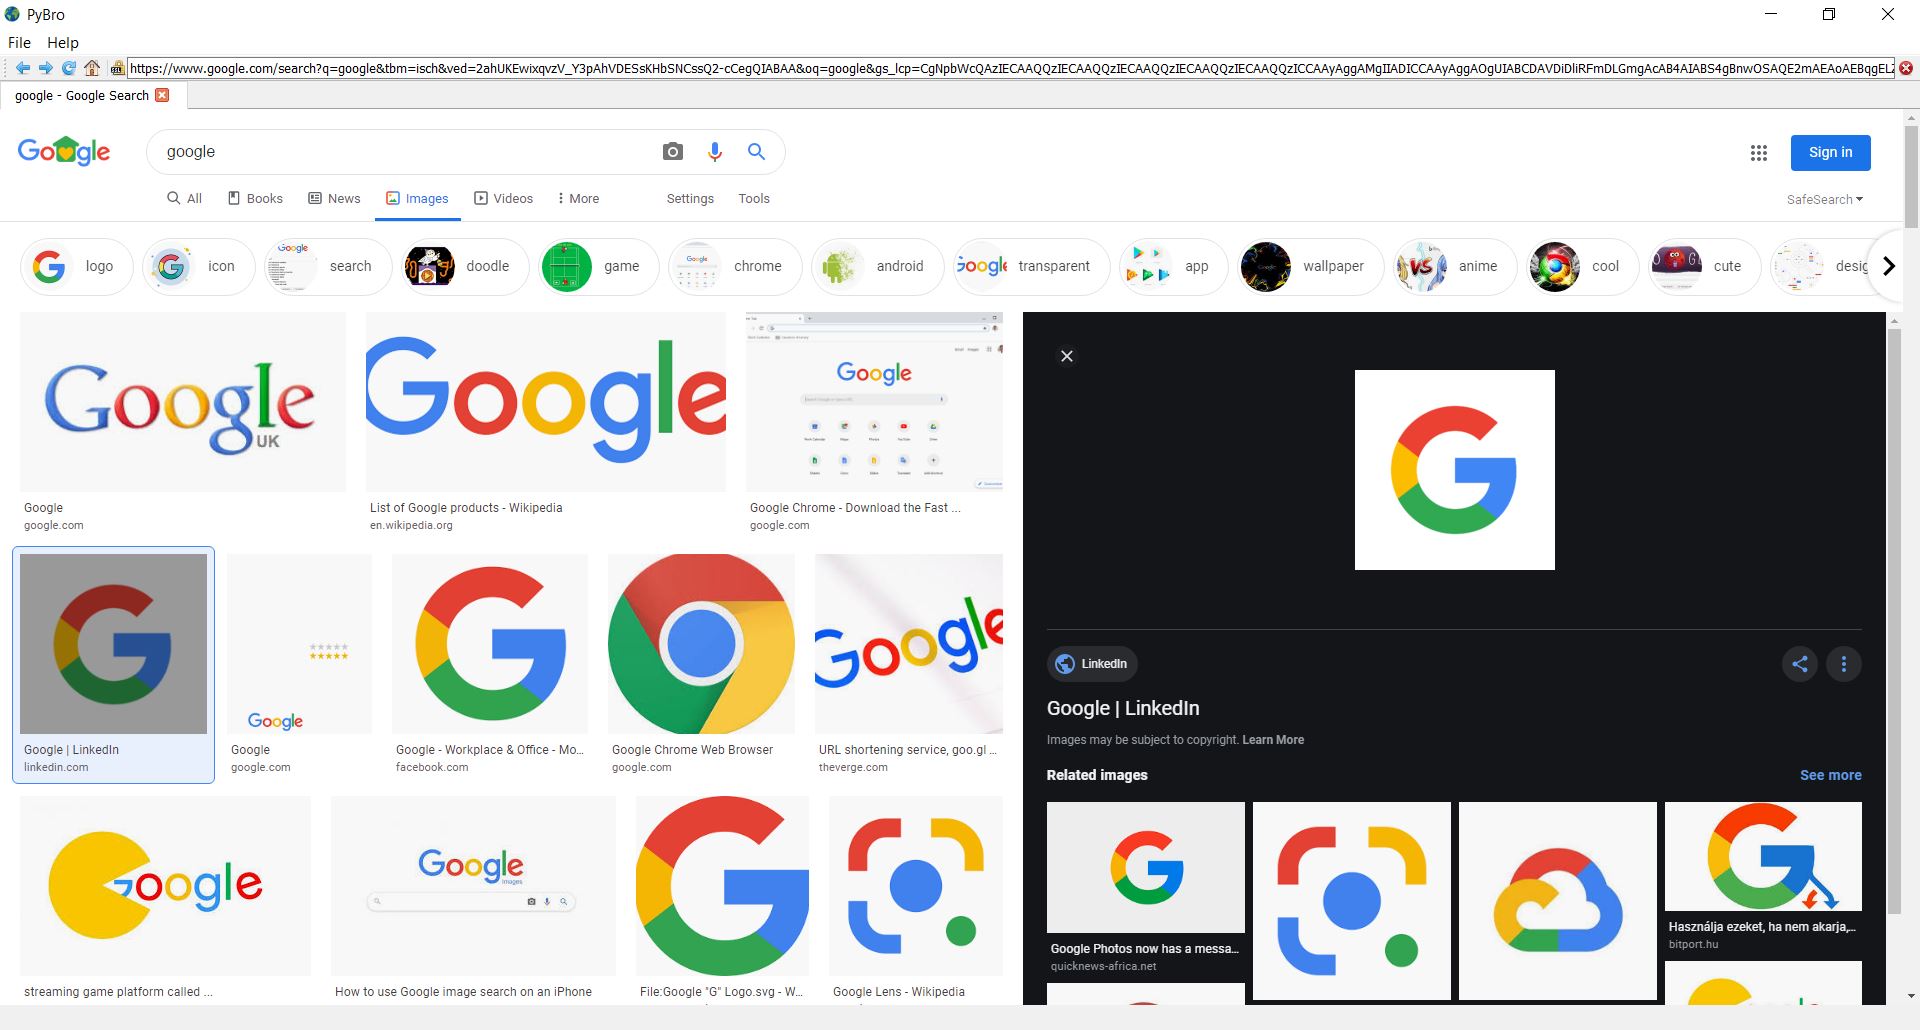 PyBro
File Help
https://www.google.com/search?q=google&tbm=isch&ved=2ahUKEwixqvzV_Y3pAhVDESsKHbSNCssQ2-cCegQIABAA&oq=google&gs_lcp=CgNpbWcQAzIECAAQQzIECAAQQzIECAAQQzIECAAQQzIECAAQQzICCAAyAggAMgIIADICCAAyAggAOgUIABCDAVDiDliRFmDLGmgAcAB4AIABS4gBnwOSAQE2mAEAoAEBqgELZ
google - Google Search
Google
google
Sign in
All Books News Images Videos More Settings Tools
SafeSearch
logo icon search doodle game chrome android transparent app wallpaper anime cool cute desig
Google UK
Google
Google
Google
google.com
List of Google products - Wikipedia
en.wikipedia.org
Google Chrome - Download the Fast ...
google.com
Google
Google
Google | LinkedIn
linkedin.com
Google
google.com
Google - Workplace & Office - Mo...
facebook.com
Google Chrome Web Browser
google.com
URL shortening service, goo.gl ...
theverge.com
Google
Google
Images
streaming game platform called ...
How to use Google image search on an iPhone
File:Google "G" Logo.svg - W...
Google Lens - Wikipedia
LinkedIn
Google | LinkedIn
Images may be subject to copyright. Learn More
Related images
See more
Google Photos now has a messa...
quicknews-africa.net
Használja ezeket, ha nem akarja,...
bitport.hu